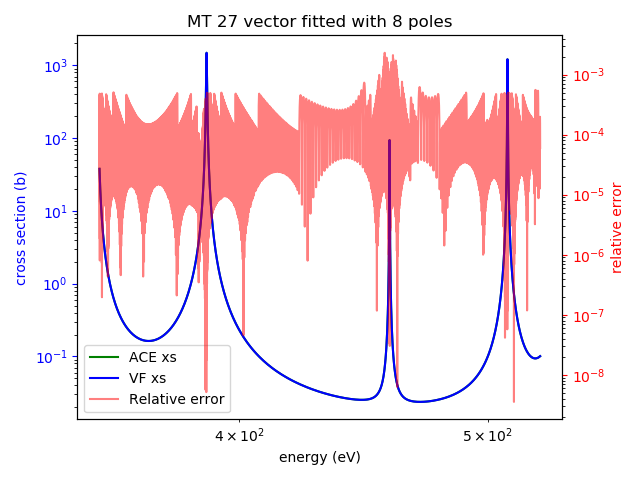 MT 27 vector fitted with 8 poles
cross section (b)
10³
10²
10¹
10⁰
10⁻¹
10⁻³
10⁻⁴
10⁻⁵
10⁻⁶
10⁻⁷
10⁻⁸
relative error
ACE xs
VF xs
Relative error
4 × 10² 5 × 10²
energy (eV)